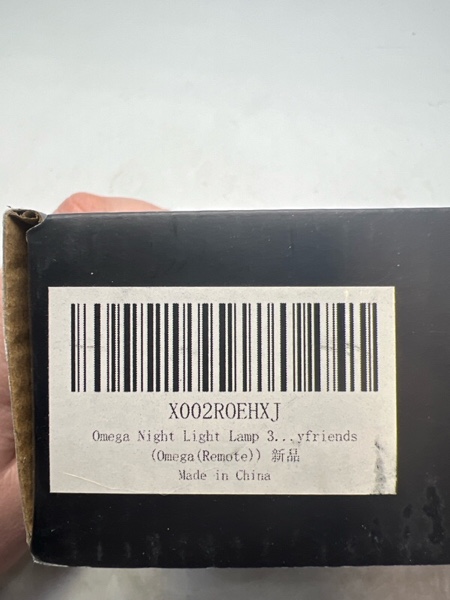 X002R0EHXJ
Omega Night Light Lamp 3...yfriends
(Omega(Remote)) 新品
Made in China